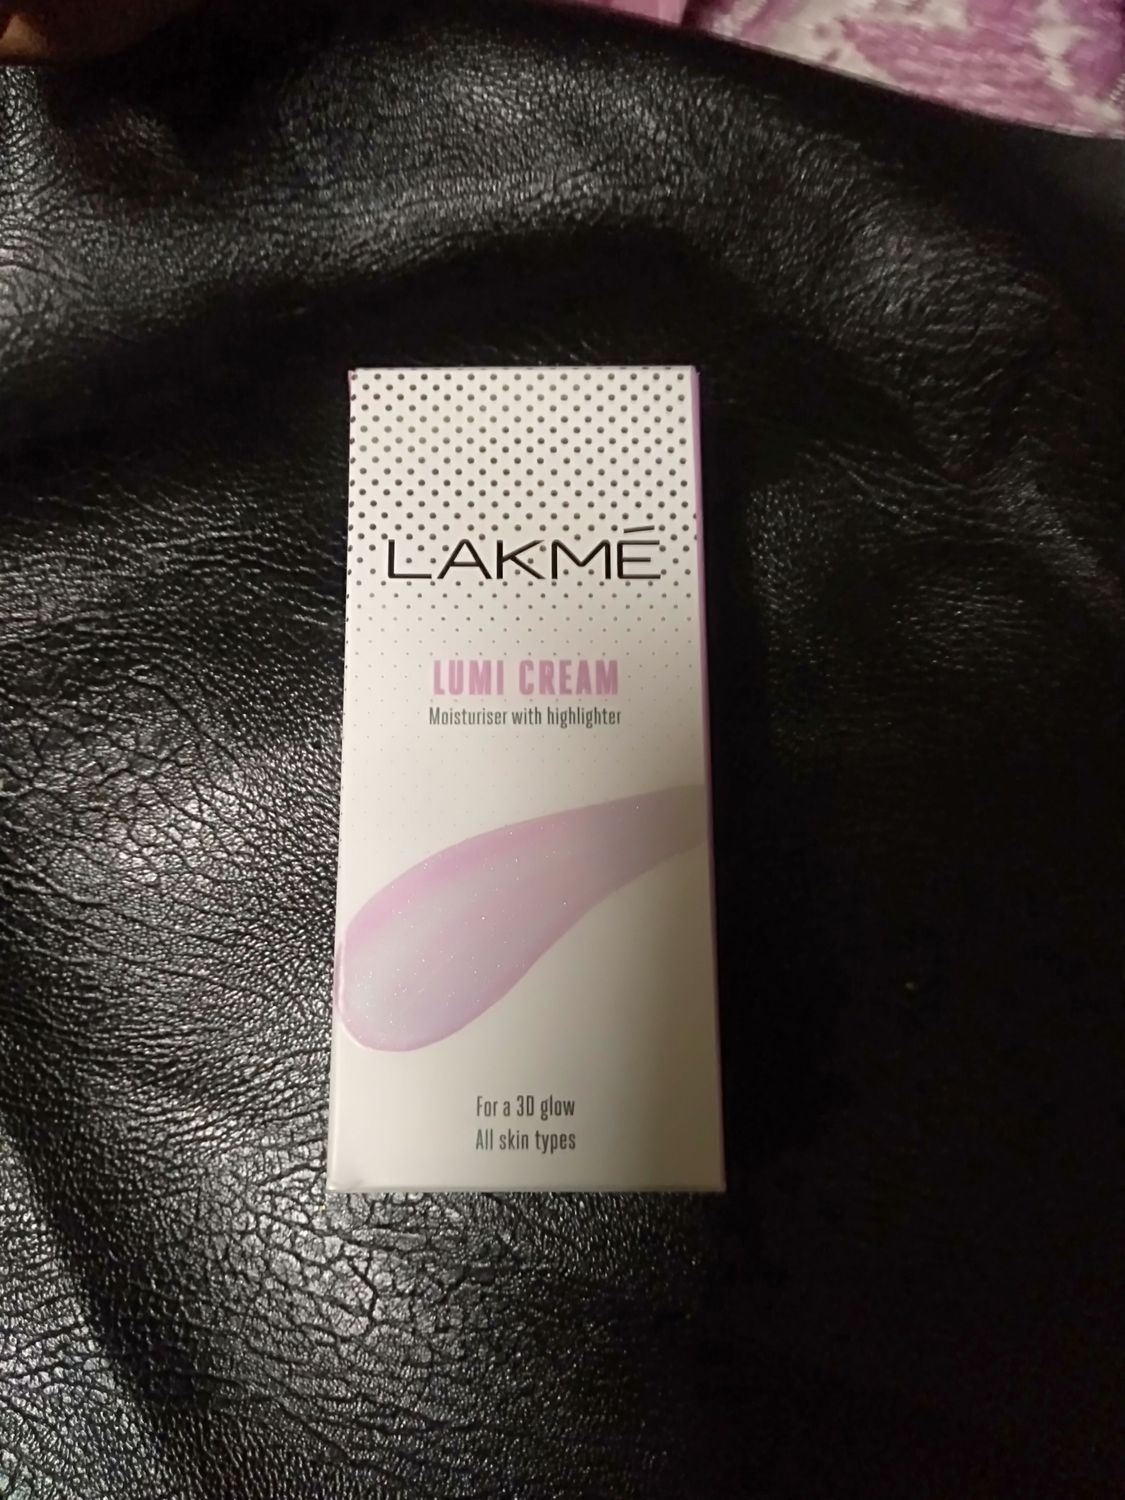 LAKMÉ
LUMI CREAM
Moisturiser with highlighter
For a 3D glow
All skin types